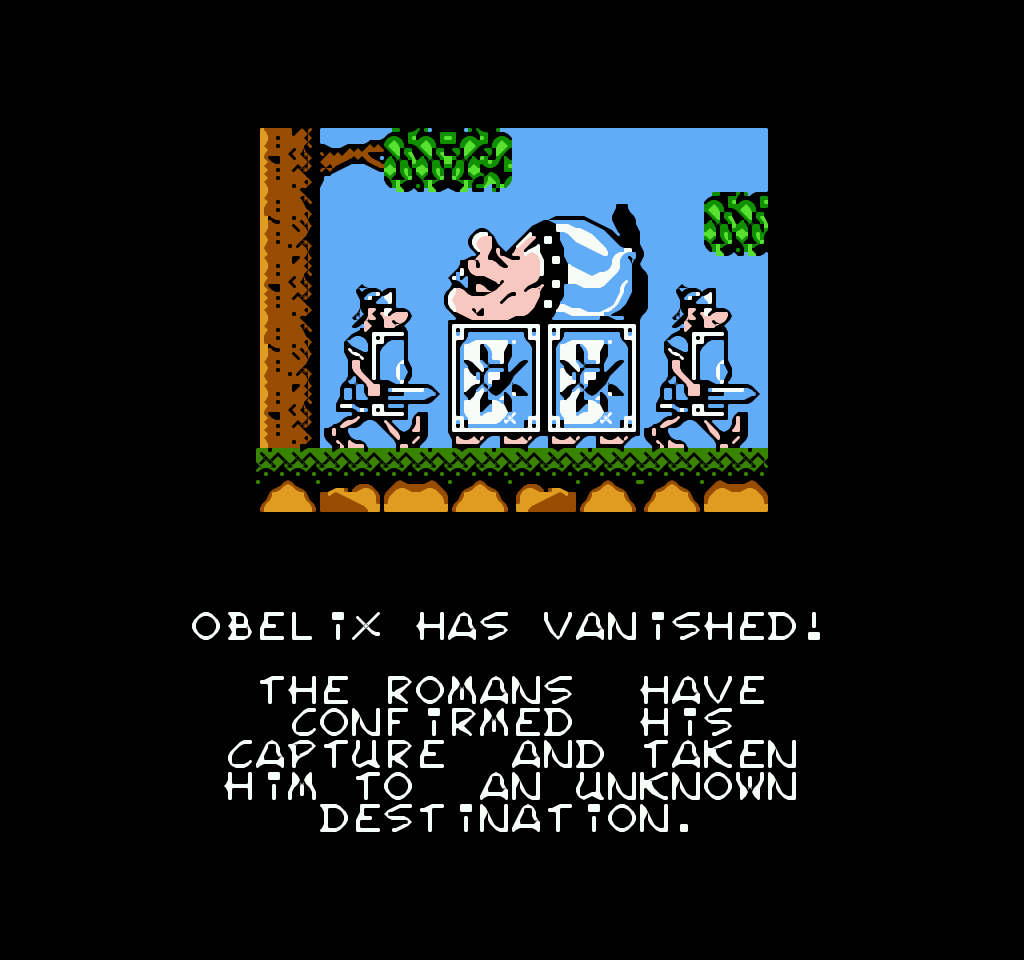 OBELiX HAS VANiSHED!
THE ROMANS HAVE
CONFiRMED HiS
CAPTURE AND TAKEN
HiM TO AN UNKNOWN
DESTiNATiON.